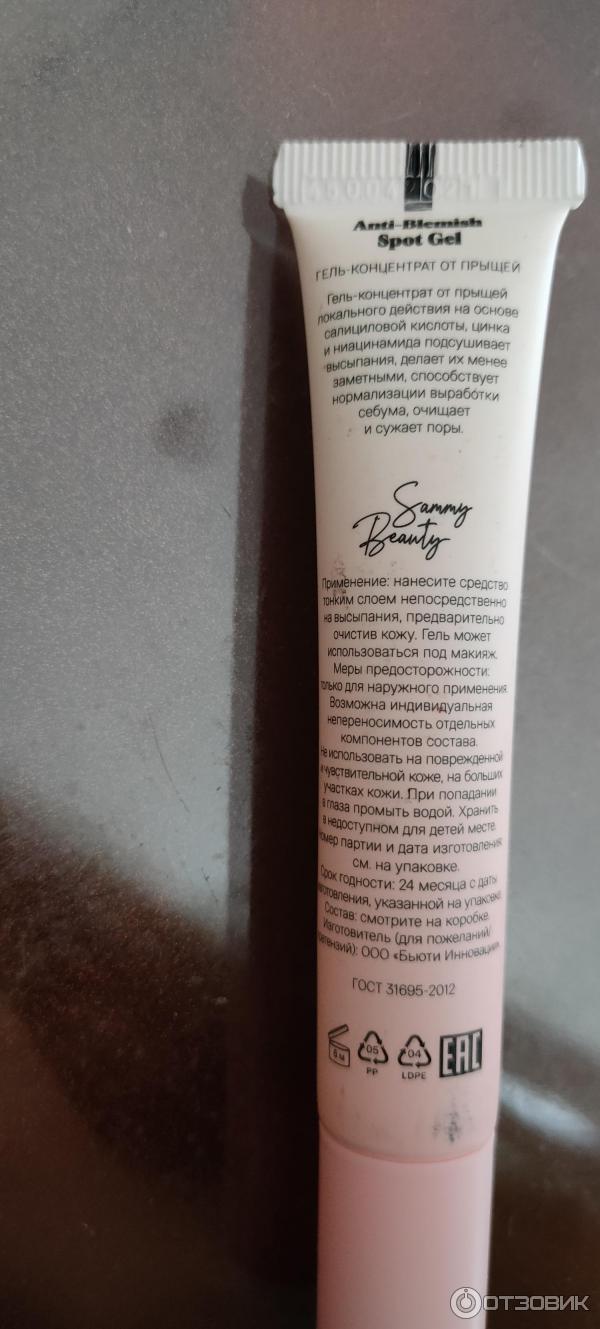 Anti-Blemish
Spot Gel
ГЕЛЬ-КОНЦЕНТРАТ ОТ ПРЫЩЕЙ
Гель-концентрат от прыщей
локального действия на основе
салициловой кислоты, цинка
и ниацинамида подсушивает
высыпания, делает их менее
заметными, способствует
нормализации выработки
себума, очищает
и сужает поры.
Sammy
Beauty
Применение: нанесите средство
тонким слоем непосредственно
на высыпания, предварительно
очистив кожу. Гель может
использоваться под макияж.
Меры предосторожности:
только для наружного применения.
Возможна индивидуальная
непереносимость отдельных
компонентов состава.
Не использовать на поврежденной
и чувствительной коже, на больших
участках кожи. При попадании
в глаза промыть водой. Хранить
в недоступном для детей месте.
Номер партии и дата изготовления
см. на упаковке.
Срок годности: 24 месяца с даты
изготовления, указанной на упаковке.
Состав: смотрите на коробке.
Изготовитель (для пожеланий/
претензий): ООО «Бьюти Инновации»
ГОСТ 31695-2012
6 м 05 04 EAC
PP LDPE
ОТЗОВИК